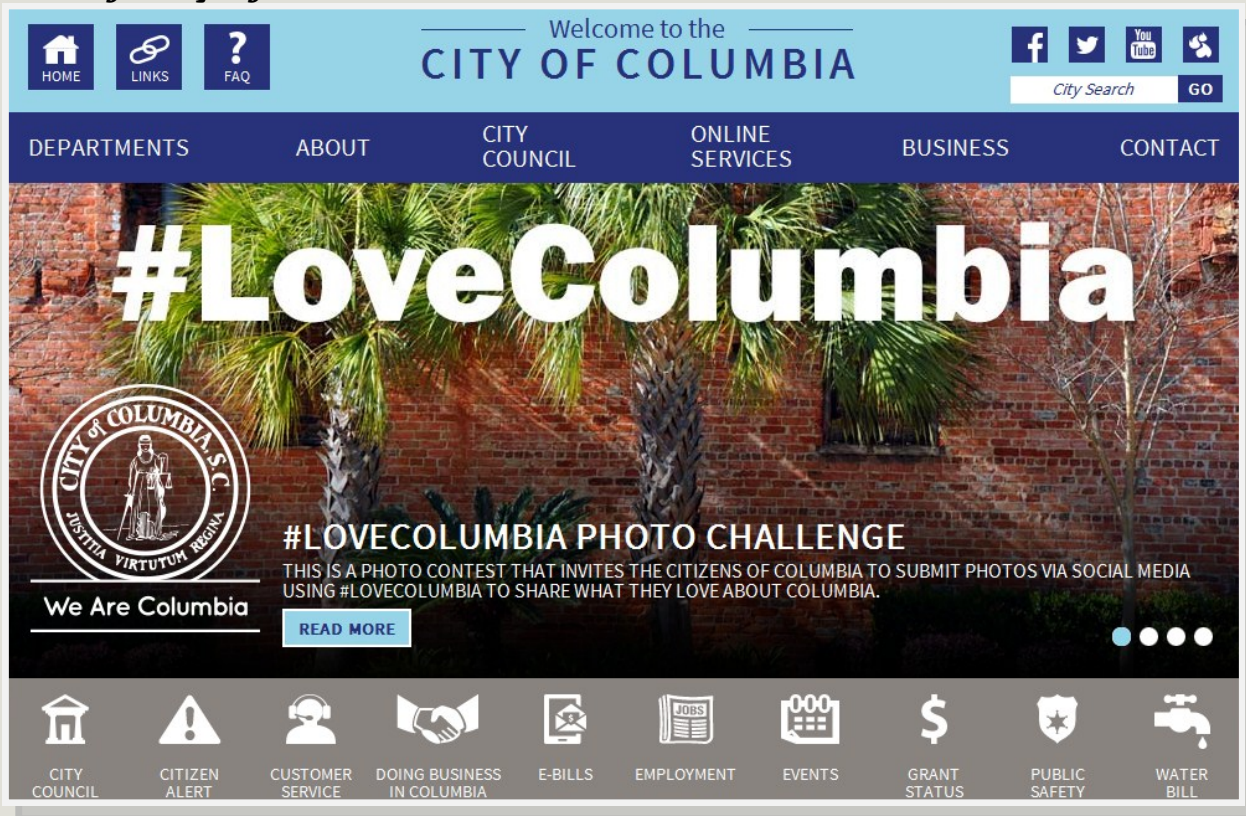 Welcome to the
CITY OF COLUMBIA
HOME
LINKS
?
FAQ
f
You
Tube
City Search
GO
DEPARTMENTS
ABOUT
CITY
COUNCIL
ONLINE
SERVICES
BUSINESS
CONTACT
#LoveColumbia
CITY OF COLUMBIA, S.C.
JUSTITIA VIRTUTUM REGINA
We Are Columbia
#LOVECOLUMBIA PHOTO CHALLENGE
THIS IS A PHOTO CONTEST THAT INVITES THE CITIZENS OF COLUMBIA TO SUBMIT PHOTOS VIA SOCIAL MEDIA
USING #LOVECOLUMBIA TO SHARE WHAT THEY LOVE ABOUT COLUMBIA.
READ MORE
CITY
COUNCIL
CITIZEN
ALERT
CUSTOMER
SERVICE
DOING BUSINESS
IN COLUMBIA
$
E-BILLS
JOBS
EMPLOYMENT
EVENTS
$
GRANT
STATUS
PUBLIC
SAFETY
WATER
BILL